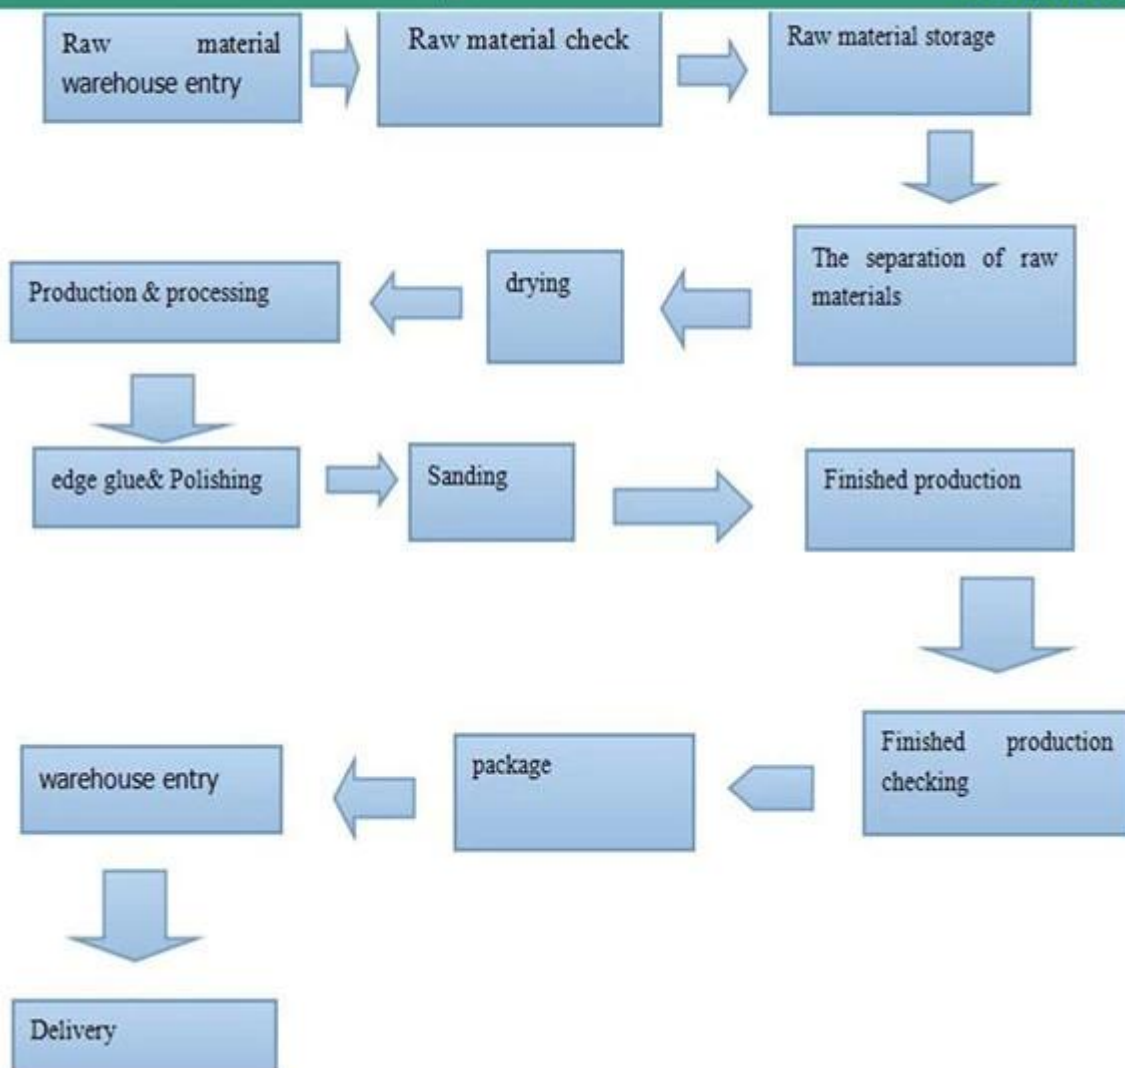 Raw material
warehouse entry
Raw material check
Raw material storage
The separation of raw
materials
drying
Production & processing
edge glue& Polishing
Sanding
Finished production
Finished production
checking
package
warehouse entry
Delivery